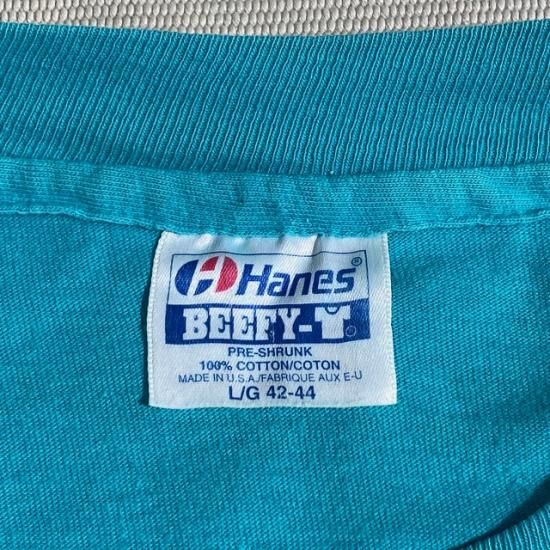 Hanes®
BEEFY-T®
PRE-SHRUNK
100% COTTON/COTON
MADE IN U.S.A./FABRIQUE AUX E-U
L/G 42-44